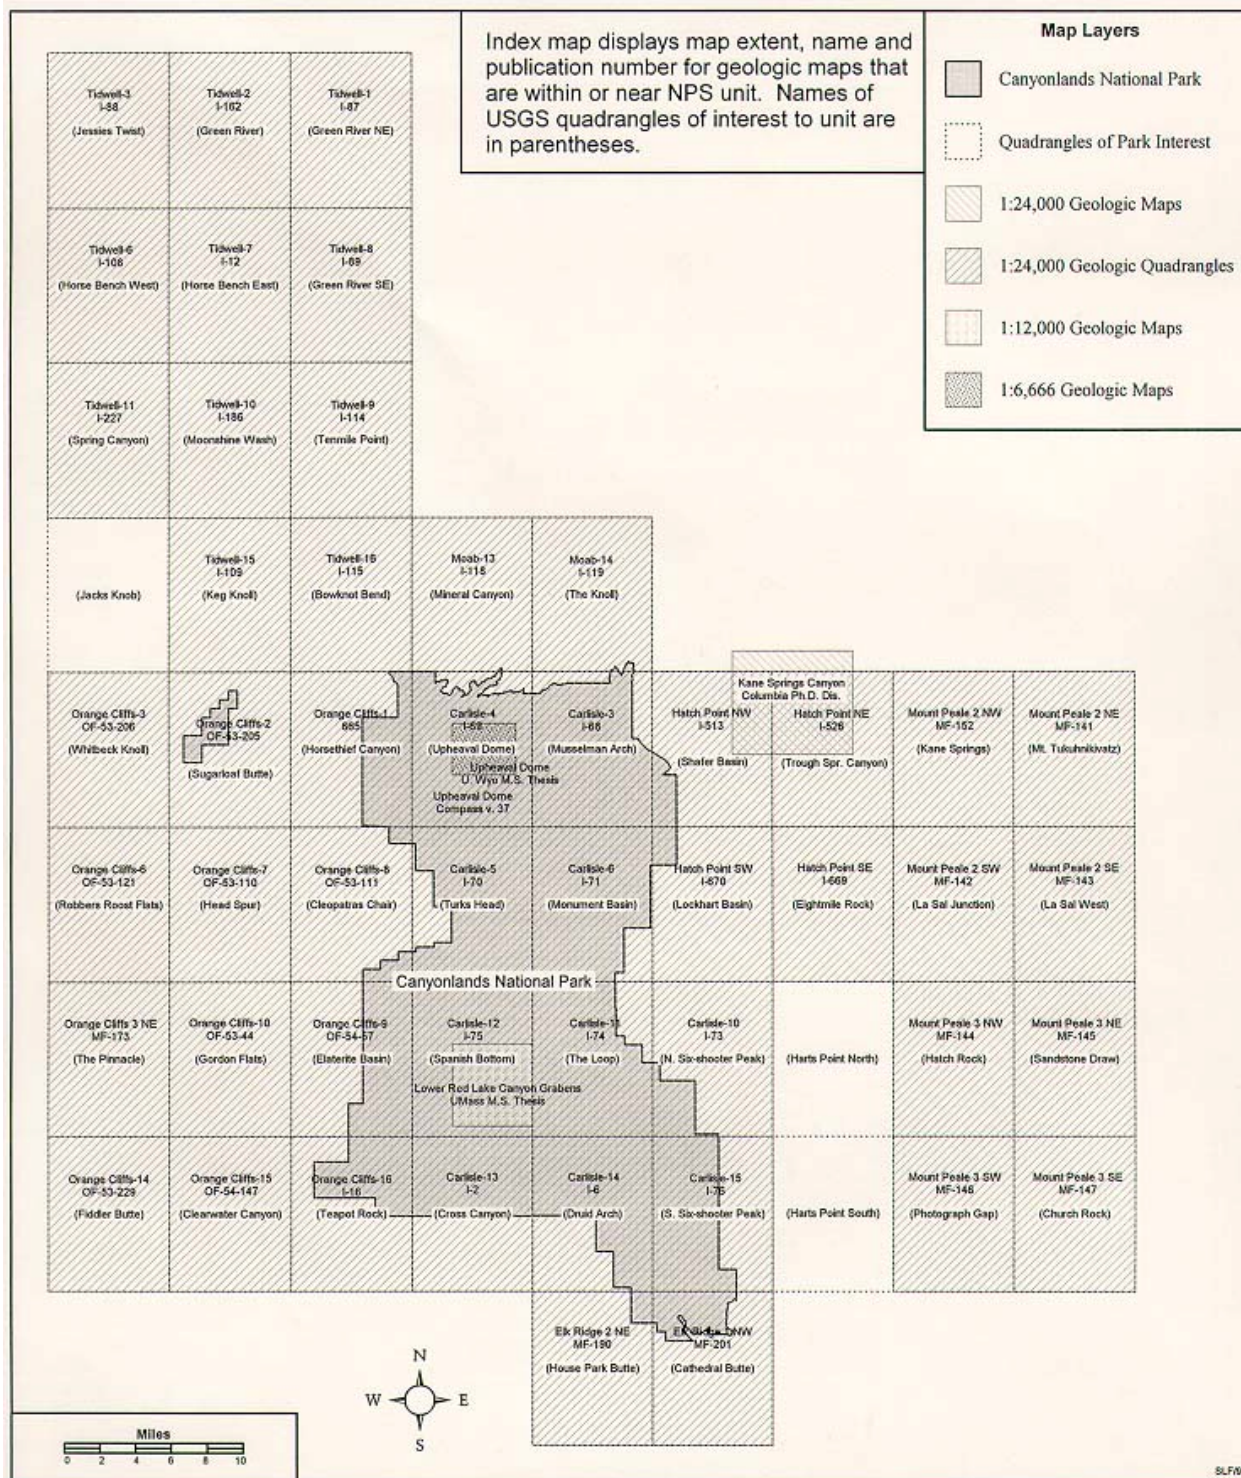 Index map displays map extent, name and
publication number for geologic maps that
are within or near NPS unit. Names of
USGS quadrangles of interest to unit are
in parentheses.
Map Layers
Canyonlands National Park
Quadrangles of Park Interest
1:24,000 Geologic Maps
1:24,000 Geologic Quadrangles
1:12,000 Geologic Maps
1:6,666 Geologic Maps
Tidwell-3
I-88
(Jessies Twist)
Tidwell-2
I-162
(Green River)
Tidwell-1
I-87
(Green River NE)
Tidwell-6
I-108
(Horse Bench West)
Tidwell-7
I-12
(Horse Bench East)
Tidwell-8
I-89
(Green River SE)
Tidwell-11
I-227
(Spring Canyon)
Tidwell-10
I-186
(Moonshine Wash)
Tidwell-9
I-114
(Tenmile Point)
(Jacks Knob)
Tidwell-15
I-109
(Keg Knoll)
Tidwell-16
I-115
(Bowknot Bend)
Moab-13
I-118
(Mineral Canyon)
Moab-14
I-119
(The Knoll)
Kane Springs Canyon
Columbia Ph.D. Dis.
Orange Cliffs-3
OF-53-206
(Whitbeck Knoll)
Orange Cliffs-2
OF-53-205
(Sugarloaf Butte)
Orange Cliffs-1
(Horsethief Canyon)
Carlisle-4
(Upheaval Dome)
Upheaval Dome
U. Wyo M.S. Thesis
Upheaval Dome
Compass v. 37
Carlisle-3
(Musselman Arch)
Hatch Point NW
I-513
(Shafer Basin)
Hatch Point NE
I-526
(Trough Spr. Canyon)
Mount Peale 2 NW
MF-152
(Kane Springs)
Mount Peale 2 NE
MF-141
(Mt. Tukuhnikivatz)
Orange Cliffs-6
OF-53-121
(Robbers Roost Flats)
Orange Cliffs-7
OF-53-110
(Head Spur)
Orange Cliffs-8
OF-53-111
(Cleopatras Chair)
Carlisle-5
I-70
(Turks Head)
Carlisle-6
I-71
(Monument Basin)
Hatch Point SW
I-670
(Lockhart Basin)
Hatch Point SE
I-669
(Eightmile Rock)
Mount Peale 2 SW
MF-142
(La Sal Junction)
Mount Peale 2 SE
MF-143
(La Sal West)
Canyonlands National Park
Orange Cliffs 3 NE
MF-173
(The Pinnacle)
Orange Cliffs-10
OF-53-44
(Gordon Flats)
Orange Cliffs-9
(Elaterite Basin)
Carlisle-12
I-75
(Spanish Bottom)
Lower Red Lake Canyon Grabens
UMass M.S. Thesis
Carlisle-11
I-74
(The Loop)
Carlisle-10
I-73
(N. Six-shooter Peak)
(Harts Point North)
Mount Peale 3 NW
MF-144
(Hatch Rock)
Mount Peale 3 NE
MF-145
(Sandstone Draw)
Orange Cliffs-14
OF-53-229
(Fiddler Butte)
Orange Cliffs-15
OF-54-147
(Clearwater Canyon)
Orange Cliffs-16
I-16
(Teapot Rock)
Carlisle-13
I-2
(Cross Canyon)
Carlisle-14
I-6
(Druid Arch)
Carlisle-15
(S. Six-shooter Peak)
(Harts Point South)
Mount Peale 3 SW
MF-146
(Photograph Gap)
Mount Peale 3 SE
MF-147
(Church Rock)
Elk Ridge 2 NE
MF-190
(House Park Butte)
MF-201
(Cathedral Butte)
N
W
E
S
Miles
0 2 4 6 8 10